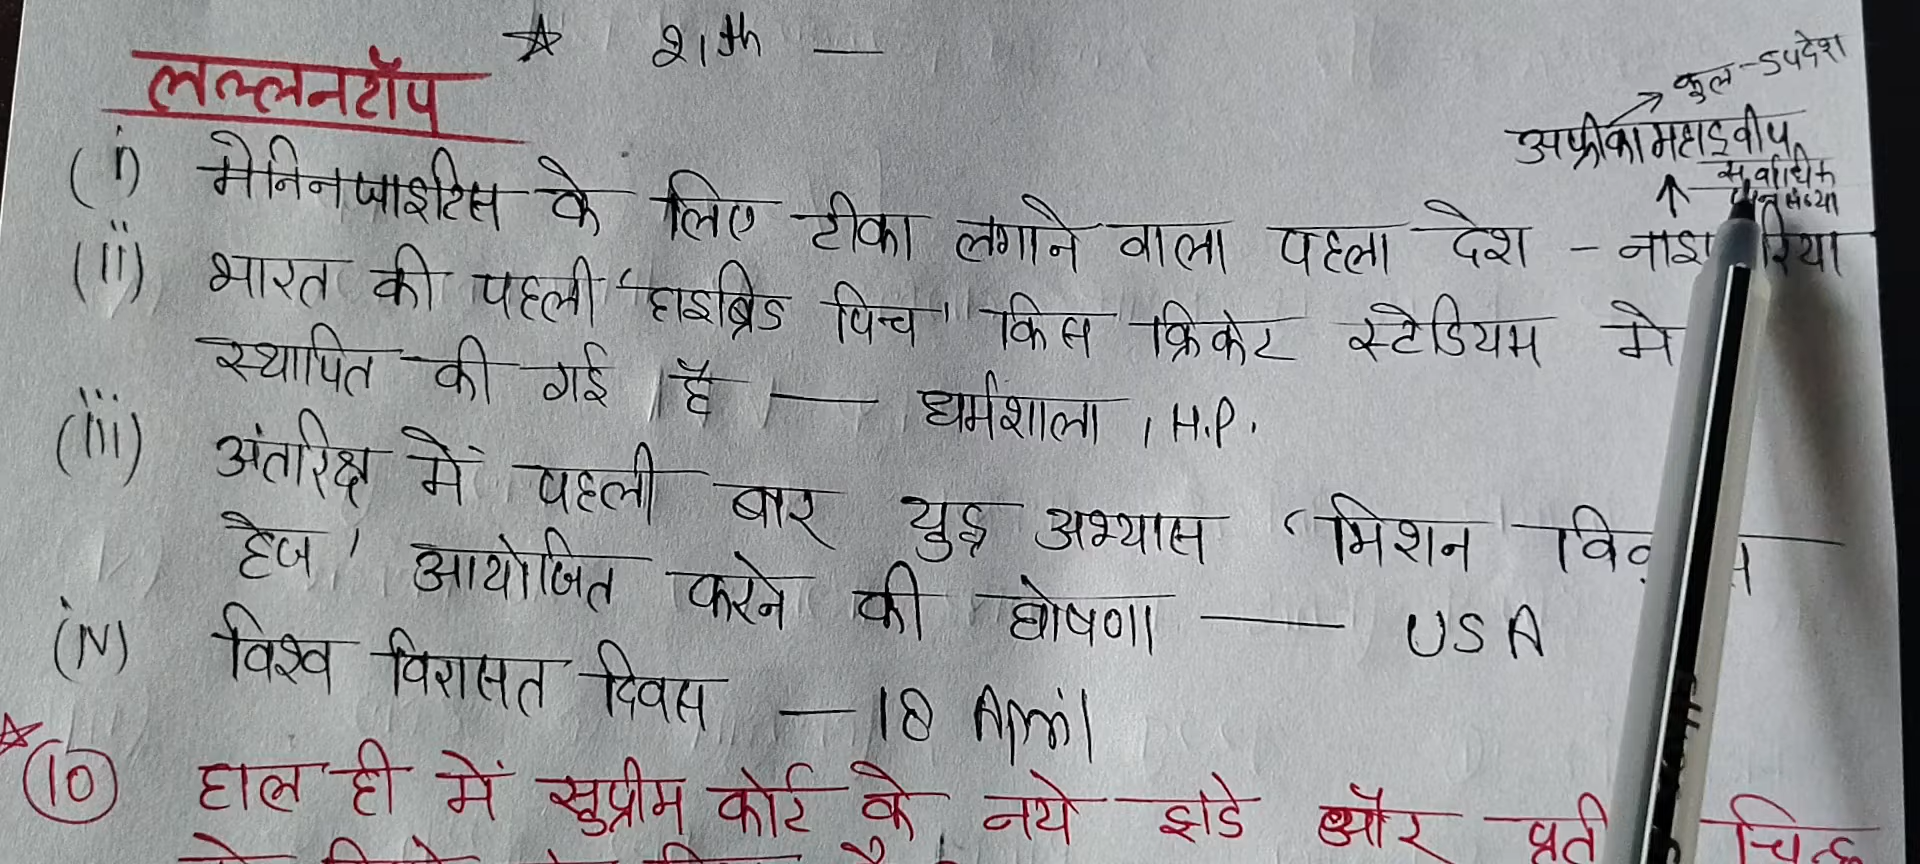 ☆ 21th —
लल्लनटॉप
कुल - 54 देश
अफ्रीका महाद्वीप
सर्वाधिक
(i) मेनिनजाइटिस के लिए टीका लगाने वाला पहला देश -
(ii) भारत की पहली 'हाइब्रिड पिच' किस क्रिकेट स्टेडियम मे
स्थापित की गई है — धर्मशाला, H.P.
(iii) अंतरिक्ष में पहली बार युद्ध अभ्यास 'मिशन
हेज' आयोजित करने की घोषणा — USA
(iv) विश्व विरासत दिवस — 18 April
☆ 10 हाल ही में सुप्रीम कोर्ट के नये झंडे और